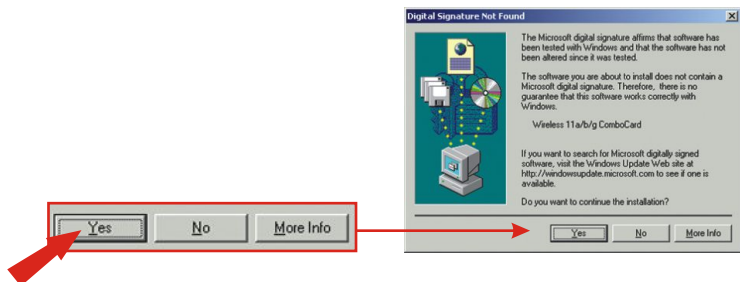 Digital Signature Not Found
The Microsoft digital signature affirms that software has
been tested with Windows and that the software has not
been altered since it was tested.
The software you are about to install does not contain a
Microsoft digital signature. Therefore, there is no
guarantee that this software works correctly with
Windows.
Wireless 11a/b/g ComboCard
If you want to search for Microsoft digitally signed
software, visit the Windows Update Web site at
http://windowsupdate.microsoft.com to see if one is
available.
Do you want to continue the installation?
Yes No More Info
Yes No More Info